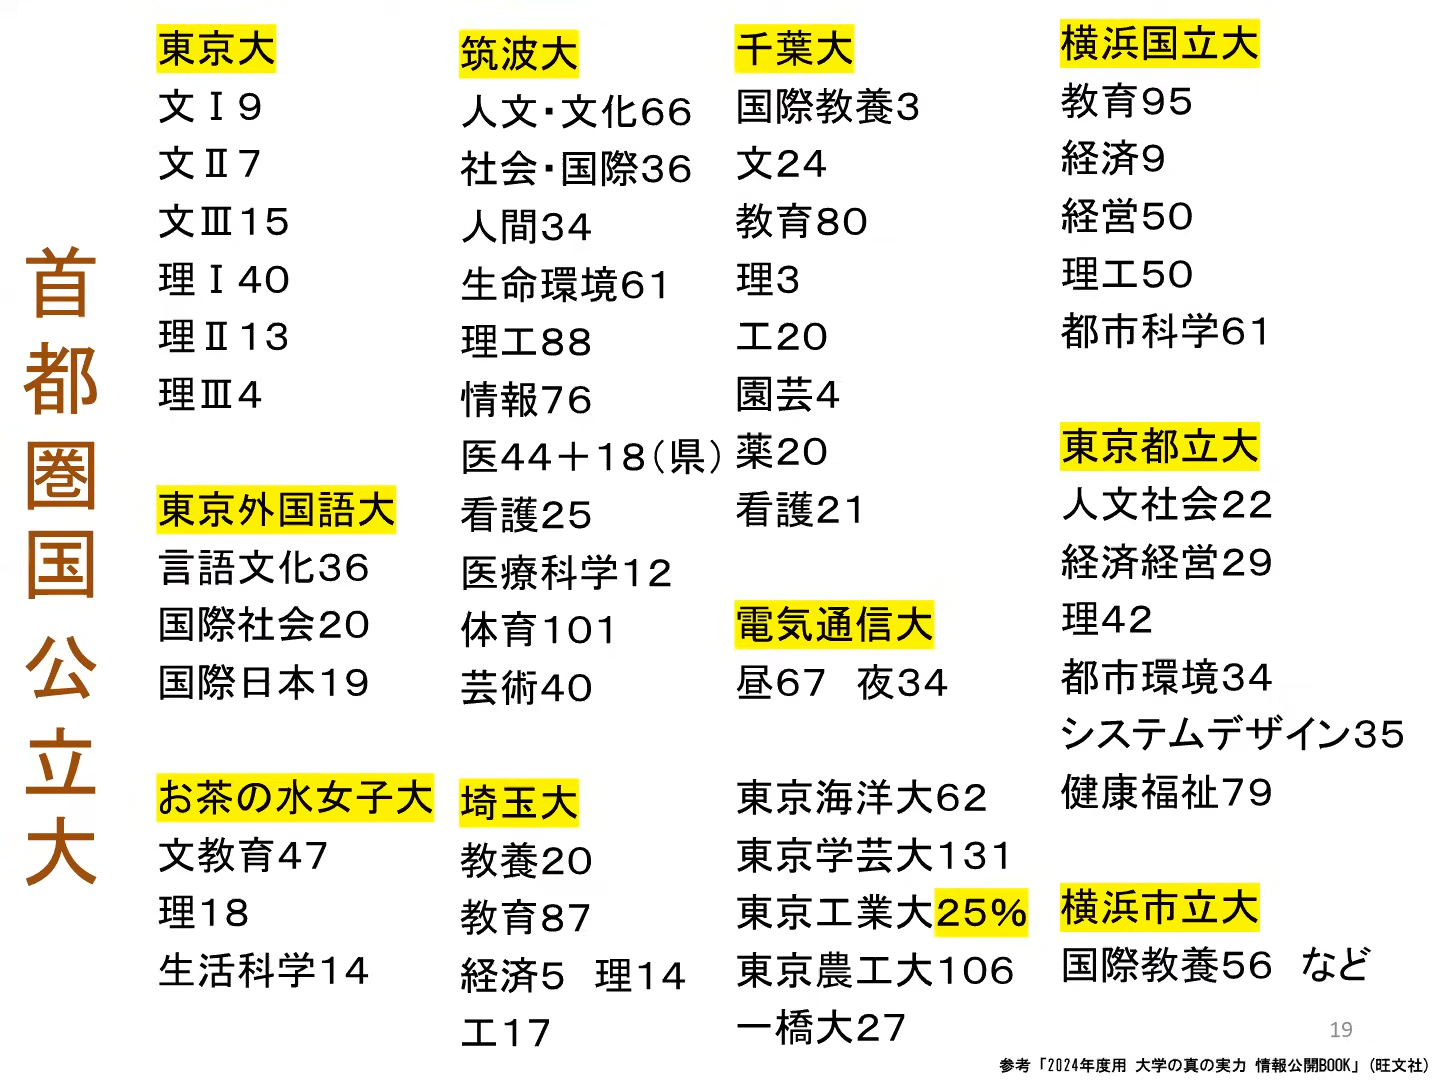 首都圏国公立大
東京大
文Ⅰ9
文Ⅱ7
文Ⅲ15
理Ⅰ40
理Ⅱ13
理Ⅲ4
東京外国語大
言語文化36
国際社会20
国際日本19
お茶の水女子大
文教育47
理18
生活科学14
筑波大
人文・文化66
社会・国際36
人間34
生命環境61
理工88
情報76
医44＋18（県）
看護25
医療科学12
体育101
芸術40
埼玉大
教養20
教育87
経済5　理14
工17
千葉大
国際教養3
文24
教育80
理3
工20
園芸4
薬20
看護21
電気通信大
昼67　夜34
東京海洋大62
東京学芸大131
東京工業大25%
東京農工大106
一橋大27
横浜国立大
教育95
経済9
経営50
理工50
都市科学61
東京都立大
人文社会22
経済経営29
理42
都市環境34
システムデザイン35
健康福祉79
横浜市立大
国際教養56　など
19
参考「2024年度用 大学の真の実力 情報公開BOOK」（旺文社）